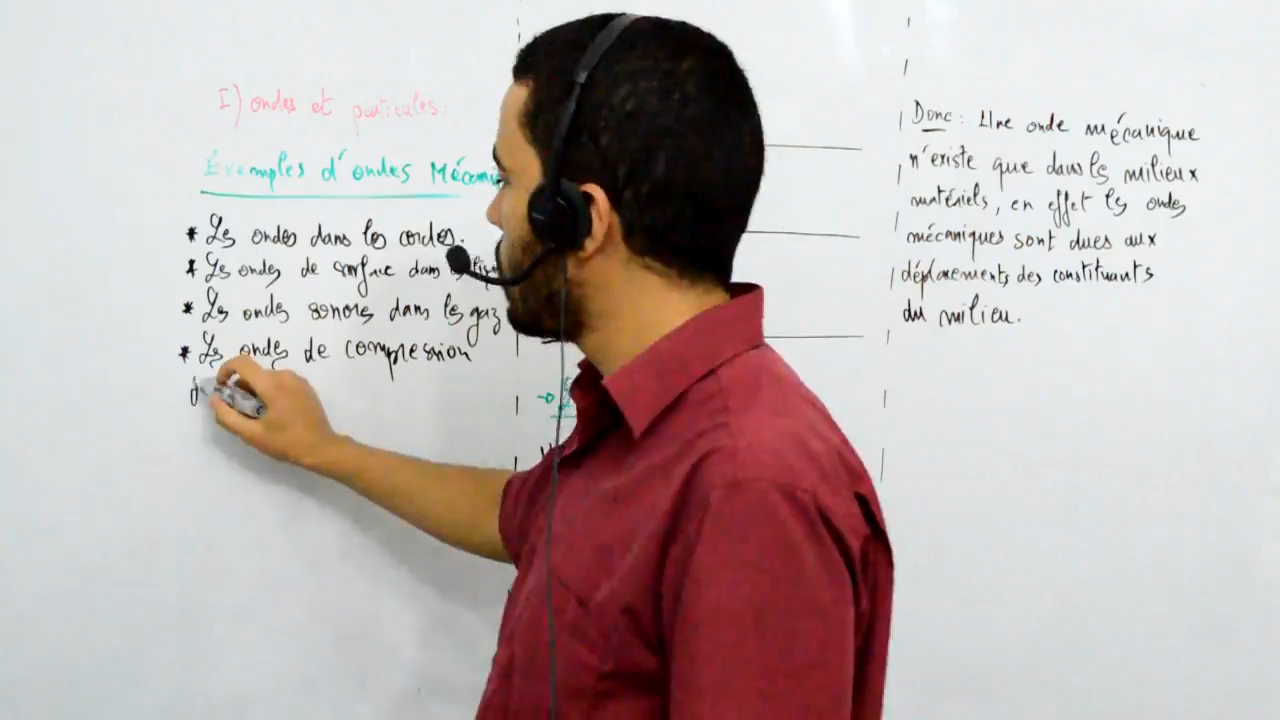 I) ondes et particules:
Éxemples d'ondes Mécani
* Les ondes dans les cordes.
* Les ondes de surface dans
* Les ondes sonores dans les gaz
* Les ondes de compression
d
Donc: Une onde mécanique
n'existe que dans les milieux
matériels, en effet les ondes
mécaniques sont dues aux
déplacements des constituants
du milieu.